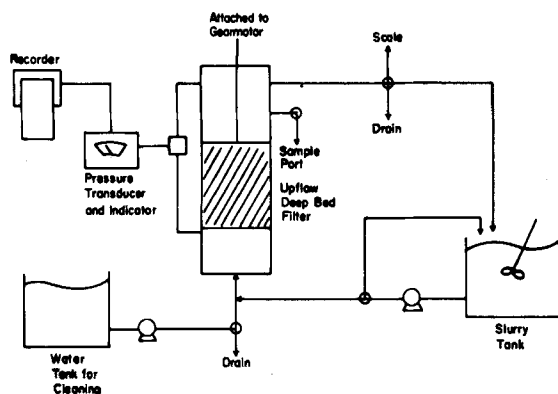 Attached to
Gearmotor
Scale
Recorder
Drain
Sample
Port
Pressure
Transducer
and Indicator
Upflow
Deep Bed
Filter
Slurry
Tank
Water
Tank for
Cleaning
Drain